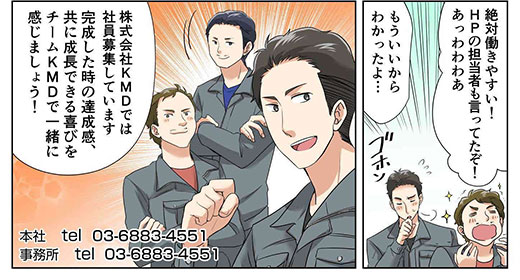 絶対働きやすい！
ＨＰの担当者も言ってたぞ！
あっわわわあ
もういいから
わかったよ…
ブホン
株式会社ＫＭＤでは
社員募集しています
完成した時の達成感、
共に成長できる喜びを
チームＫＭＤで一緒に
感じましょう！
本社 tel 03-6883-4551
事務所 tel 03-6883-4551